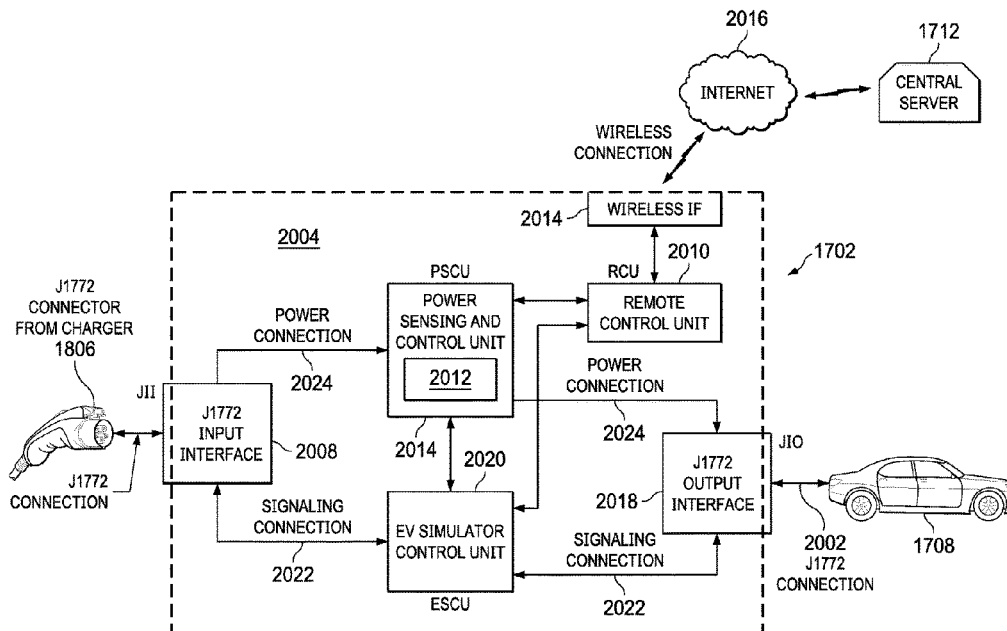 2016
1712
INTERNET
CENTRAL
SERVER
WIRELESS
CONNECTION
2014
WIRELESS IF
2004
2010
1702
PSCU
RCU
J1772
CONNECTOR
FROM CHARGER
1806
POWER
CONNECTION
2024
POWER
SENSING AND
CONTROL UNIT
2012
REMOTE
CONTROL UNIT
POWER
CONNECTION
2024
JII
J1772
INPUT
INTERFACE
2008
2014
2020
JIO
J1772
CONNECTION
2018
J1772
OUTPUT
INTERFACE
SIGNALING
CONNECTION
2022
EV SIMULATOR
CONTROL UNIT
SIGNALING
CONNECTION
2022
2002
J1772
CONNECTION
1708
ESCU